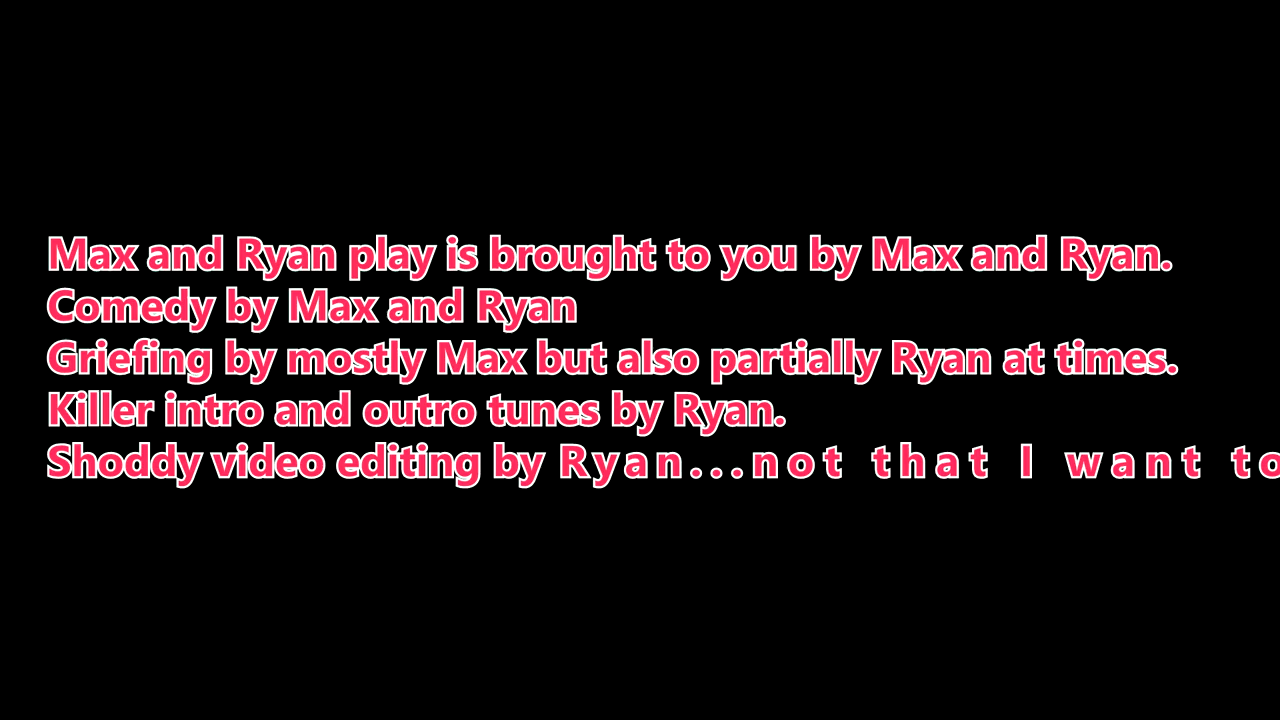 Max and Ryan play is brought to you by Max and Ryan.
Comedy by Max and Ryan
Griefing by mostly Max but also partially Ryan at times.
Killer intro and outro tunes by Ryan.
Shoddy video editing by Ryan...not that I want to